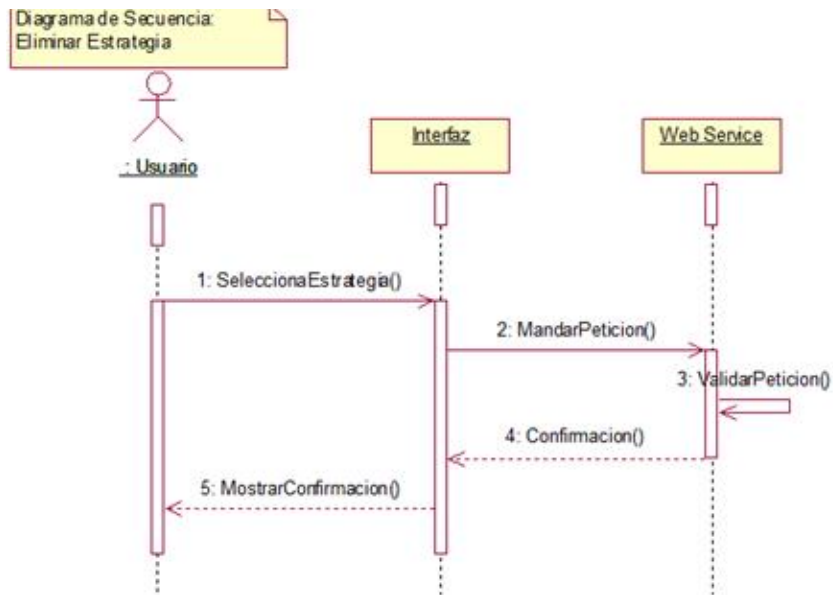 Diagrama de Secuencia:
Eliminar Estrategia
: Usuario
Interfaz
Web Service
1: SeleccionaEstrategia()
2: MandarPeticion()
3: ValidarPeticion()
4: Confirmacion()
5: MostrarConfirmacion()